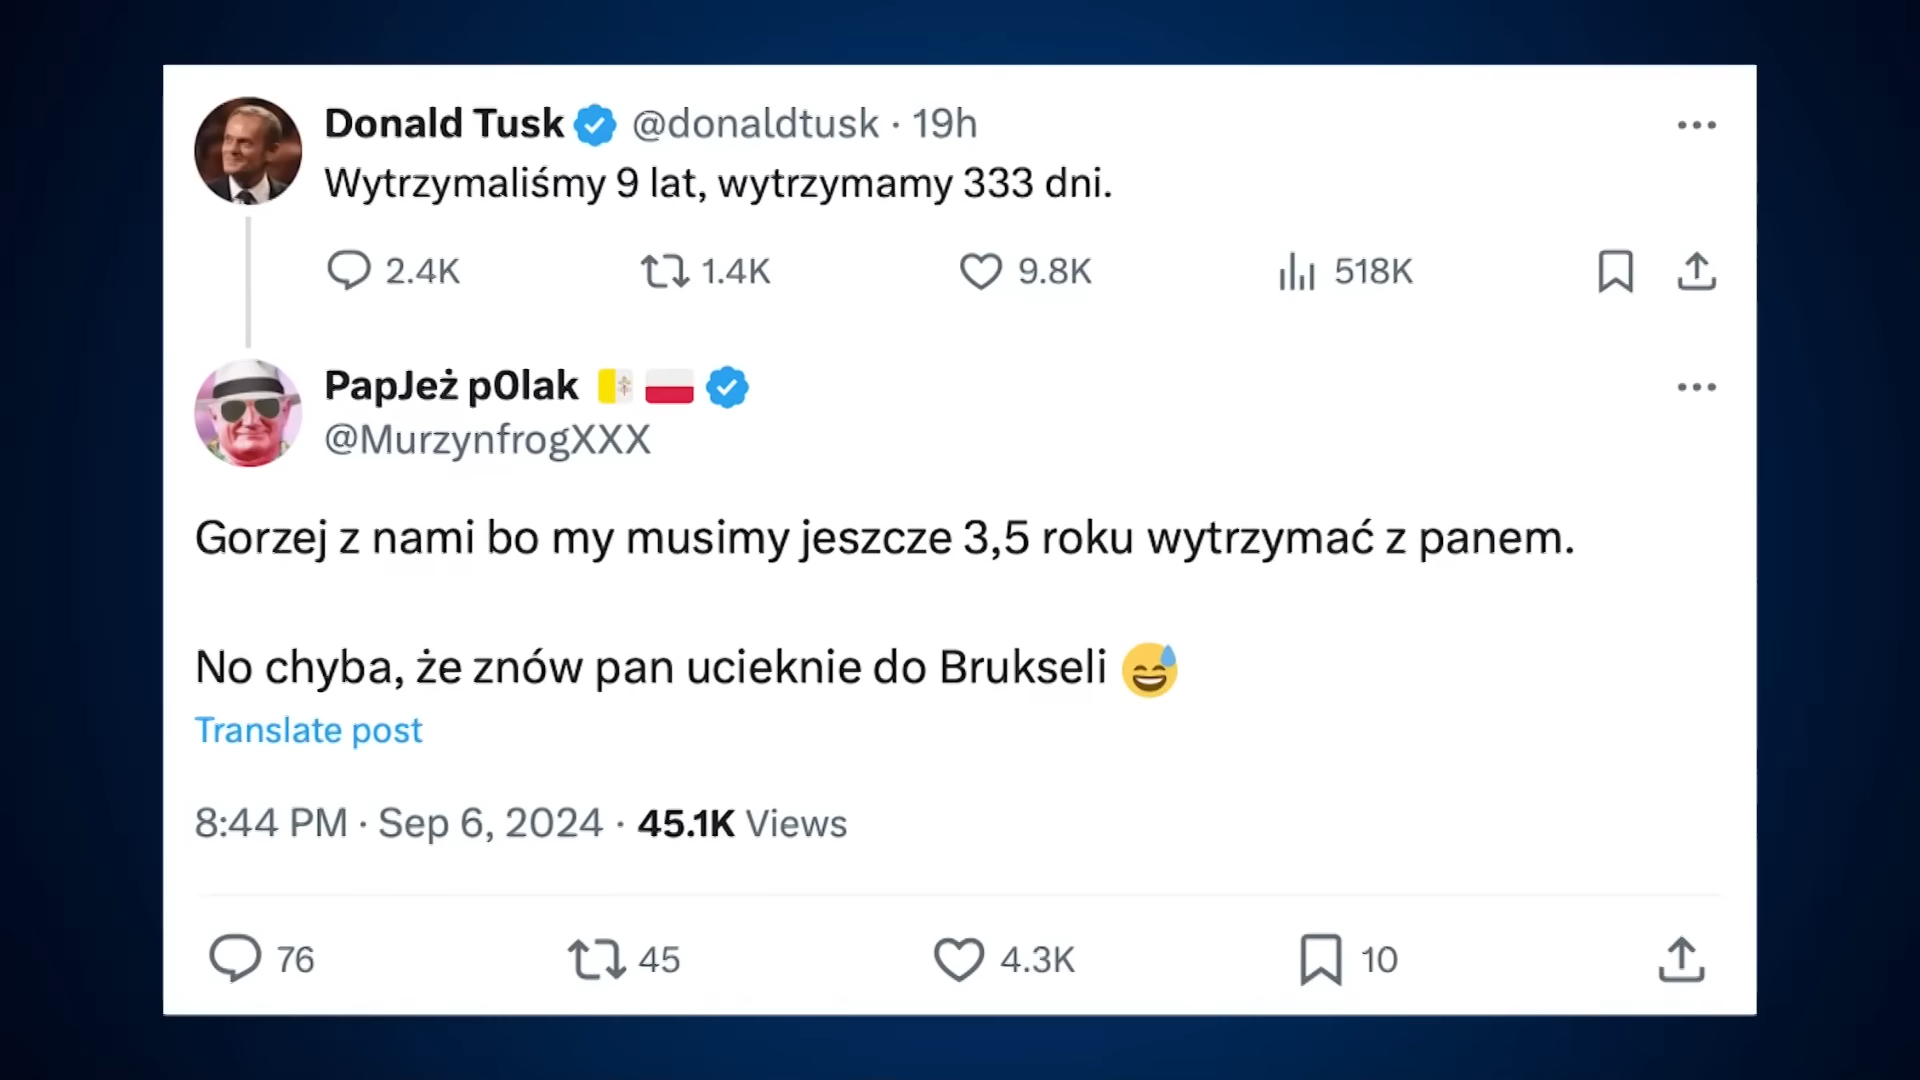 Donald Tusk @donaldtusk · 19h
Wytrzymaliśmy 9 lat, wytrzymamy 333 dni.
2.4K 1.4K 9.8K 518K
PapJeż p0lak
@MurzynfrogXXX
Gorzej z nami bo my musimy jeszcze 3,5 roku wytrzymać z panem.
No chyba, że znów pan ucieknie do Brukseli 😅
Translate post
8:44 PM · Sep 6, 2024 · 45.1K Views
76 45 4.3K 10